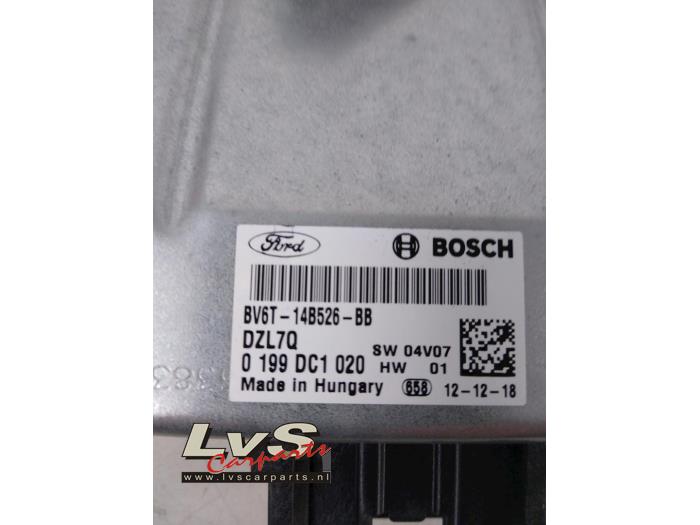 Ford
BOSCH
BV6T-14B526-BB
DZL7Q
SW 04V07
0 199 DC1 020
HW 01
Made in Hungary
658
12-12-18
LvS
Carparts
www.lvscarparts.nl